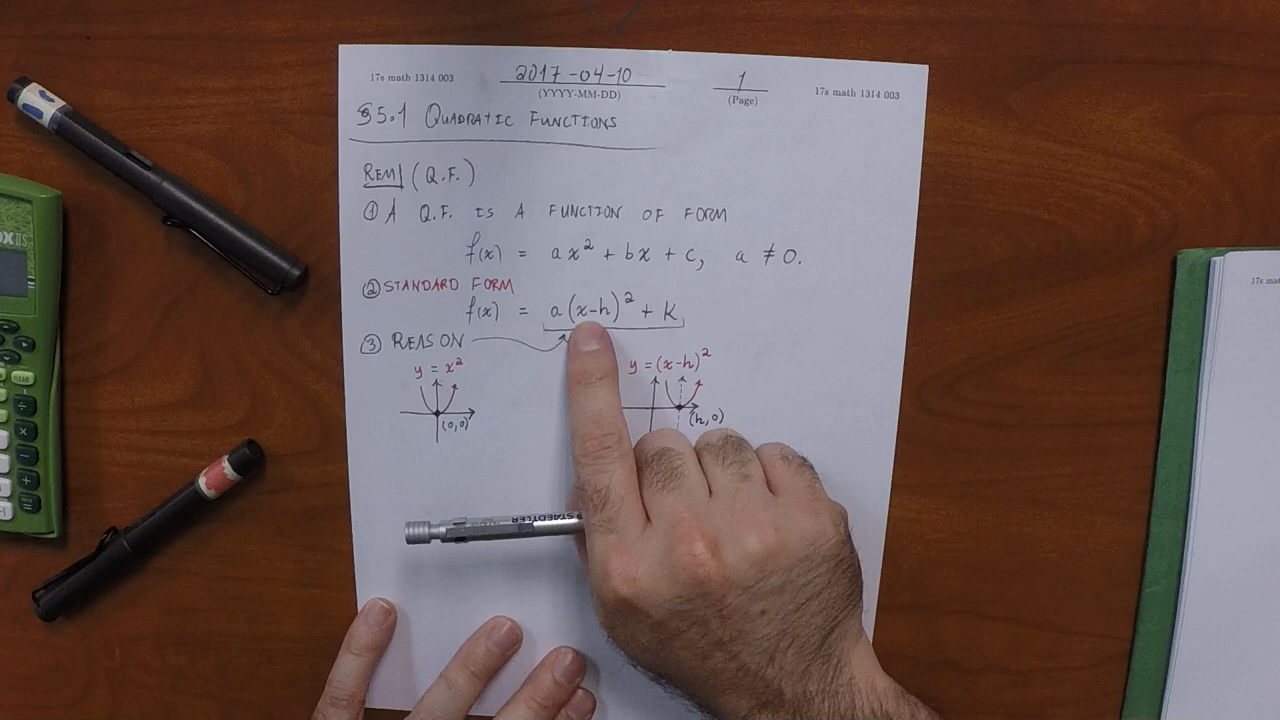 17s math 1314 003
2017-04-10
(YYYY-MM-DD)
1
(Page)
17s math 1314 003
§5.1 QUADRATIC FUNCTIONS
REM (Q.F.)
① A Q.F. IS A FUNCTION OF FORM
f(x) = ax² + bx + c, a ≠ 0.
② STANDARD FORM
f(x) = a(x-h)² + k
③ REASON
y = x²
(0,0)
y = (x-h)²
(h,0)
STAEDTLER
CLEAR